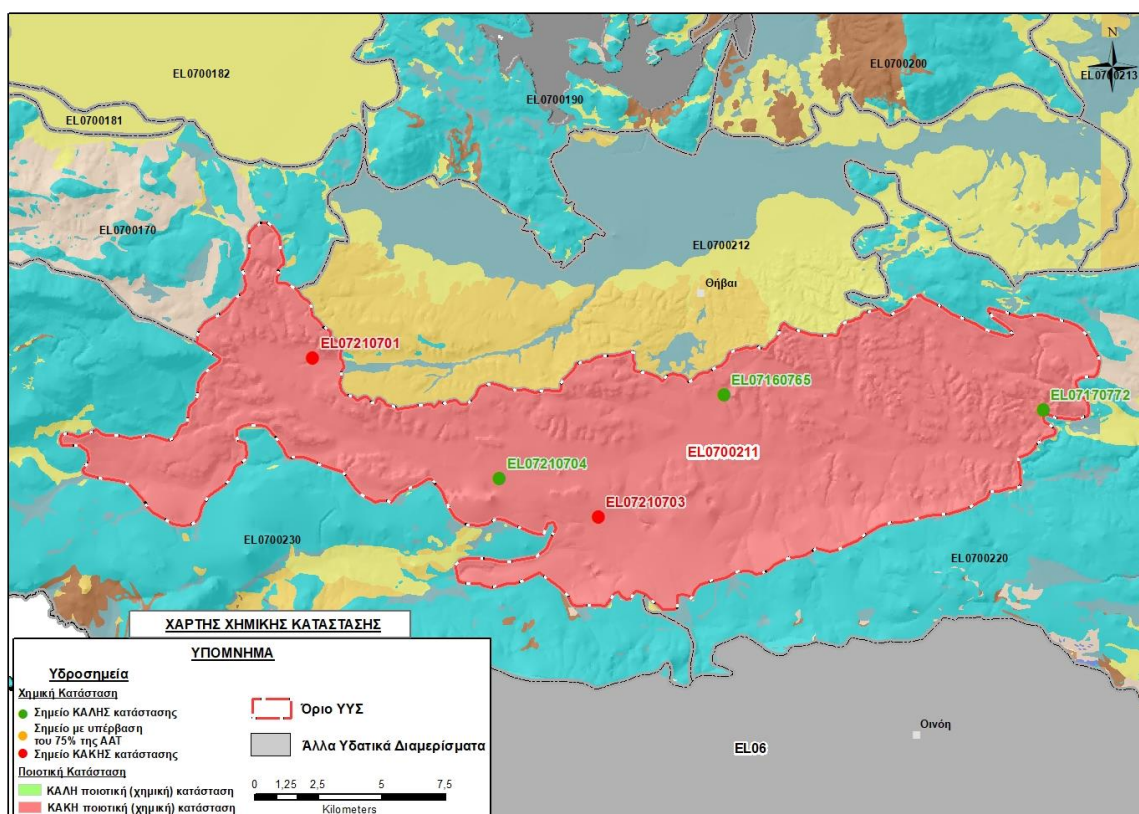 EL0700182
EL0700200
N
EL0700213
EL0700190
EL0700181
EL0700170
EL0700212
Θήβαι
EL07210701
EL07160765
EL07170772
EL0700211
EL07210704
EL07210703
EL0700230
EL0700220
ΧΑΡΤΗΣ ΧΗΜΙΚΗΣ ΚΑΤΑΣΤΑΣΗΣ
ΥΠΟΜΝΗΜΑ
Υδροσημεία
Χημική Κατάσταση
Σημείο ΚΑΛΗΣ κατάστασης
Σημείο με υπέρβαση
του 75% της ΑΑΤ
Σημείο ΚΑΚΗΣ κατάστασης
Ποιοτική Κατάσταση
ΚΑΛΗ ποιοτική (χημική) κατάσταση
ΚΑΚΗ ποιοτική (χημική) κατάσταση
Όριο ΥΥΣ
Άλλα Υδατικά Διαμερίσματα
0 1,25 2,5 5 7,5
Kilometers
Οινόη
EL06